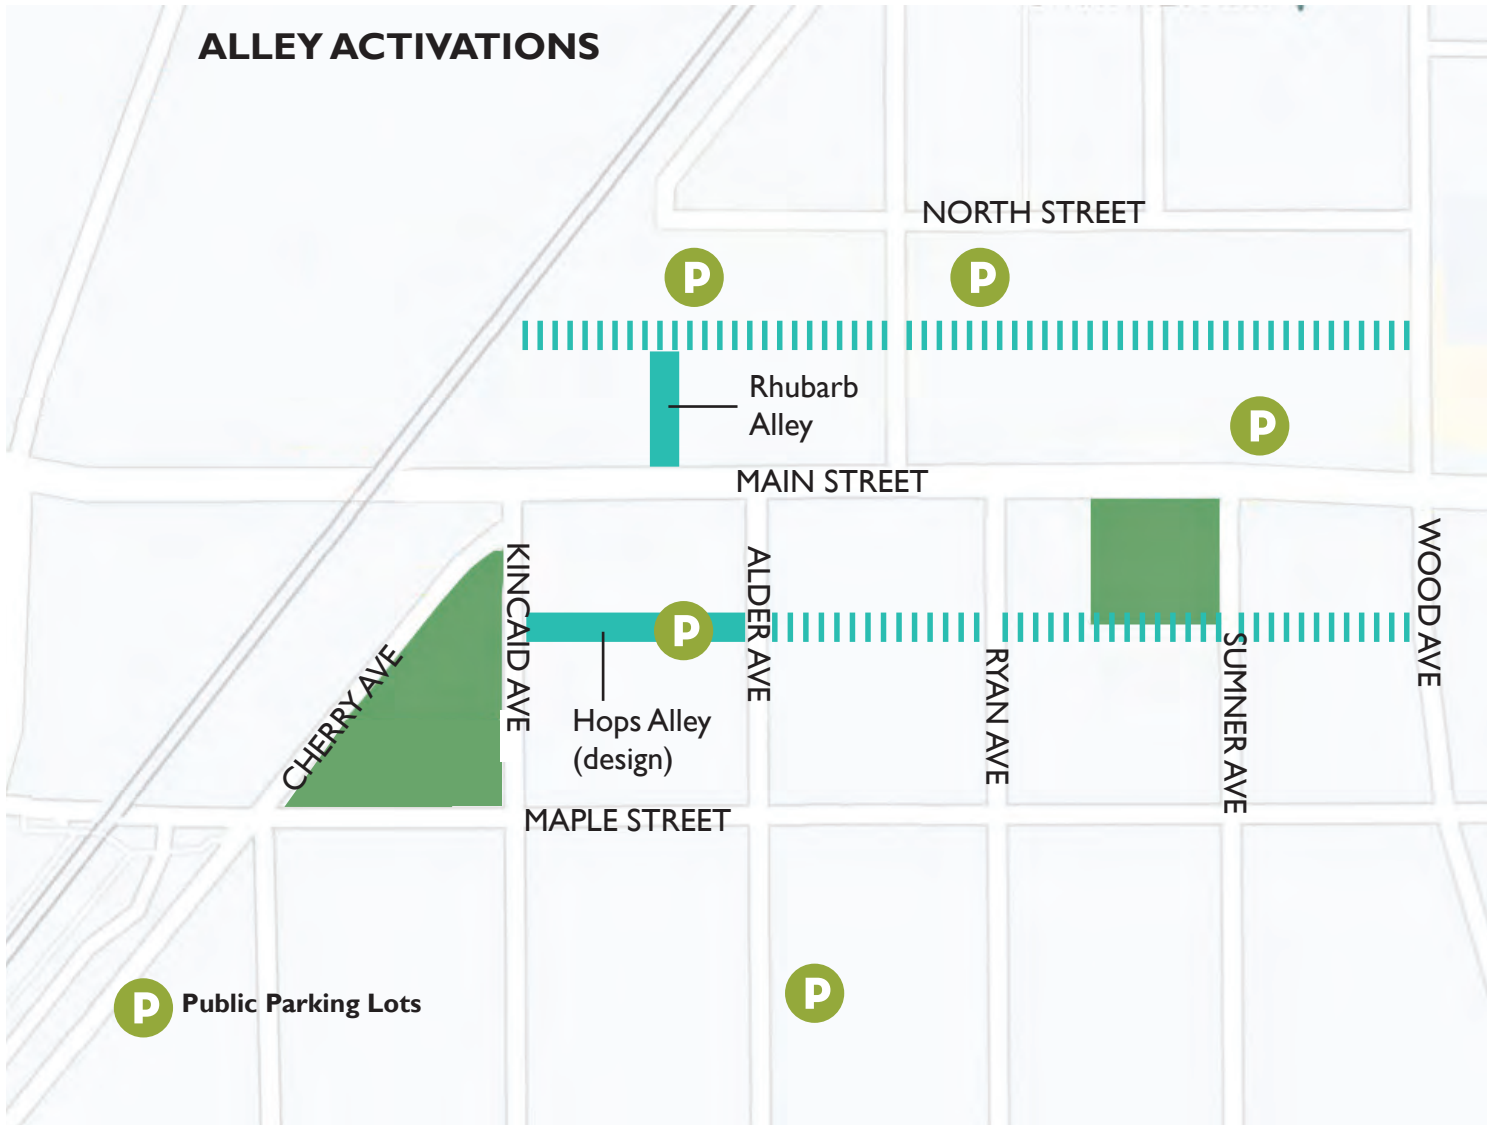 ALLEY ACTIVATIONS
NORTH STREET
P
P
Rhubarb
Alley
P
MAIN STREET
KINCAID AVE
ALDER AVE
WOOD AVE
P
CHERRY AVE
RYAN AVE
SUMNER AVE
Hops Alley
(design)
MAPLE STREET
P
P Public Parking Lots